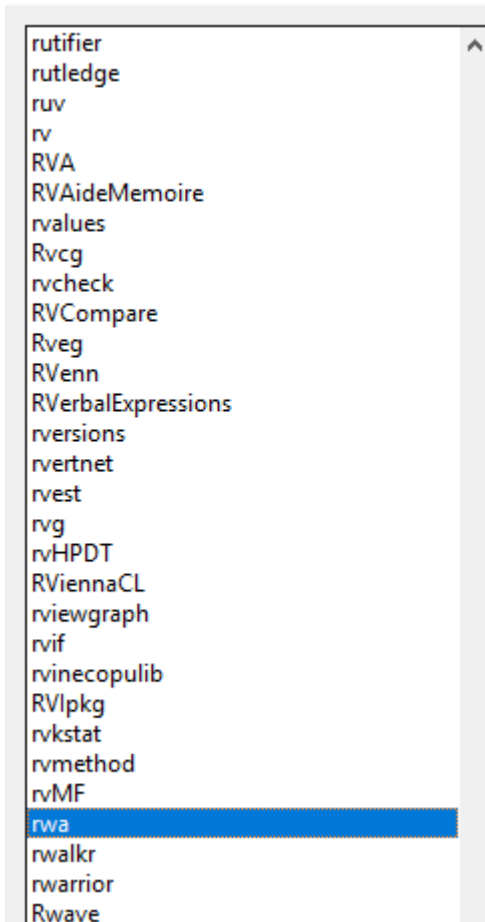 rutifier
rutledge
ruv
rv
RVA
RVAideMemoire
rvalues
Rvcg
rvcheck
RVCompare
Rveg
RVenn
RVerbalExpressions
rversions
rvertnet
rvest
rvg
rvHPDT
RViennaCL
rviewgraph
rvif
rvinecopulib
RVIpkg
rvkstat
rvmethod
rvMF
rwa
rwalkr
rwarrior
Rwave